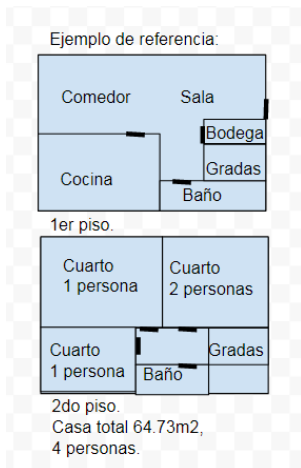 Ejemplo de referencia:
Comedor Sala
Bodega
Cocina
Gradas
Baño
1er piso.
Cuarto
1 persona
Cuarto
2 personas
Cuarto
1 persona
Baño
Gradas
2do piso.
Casa total 64.73m2,
4 personas.